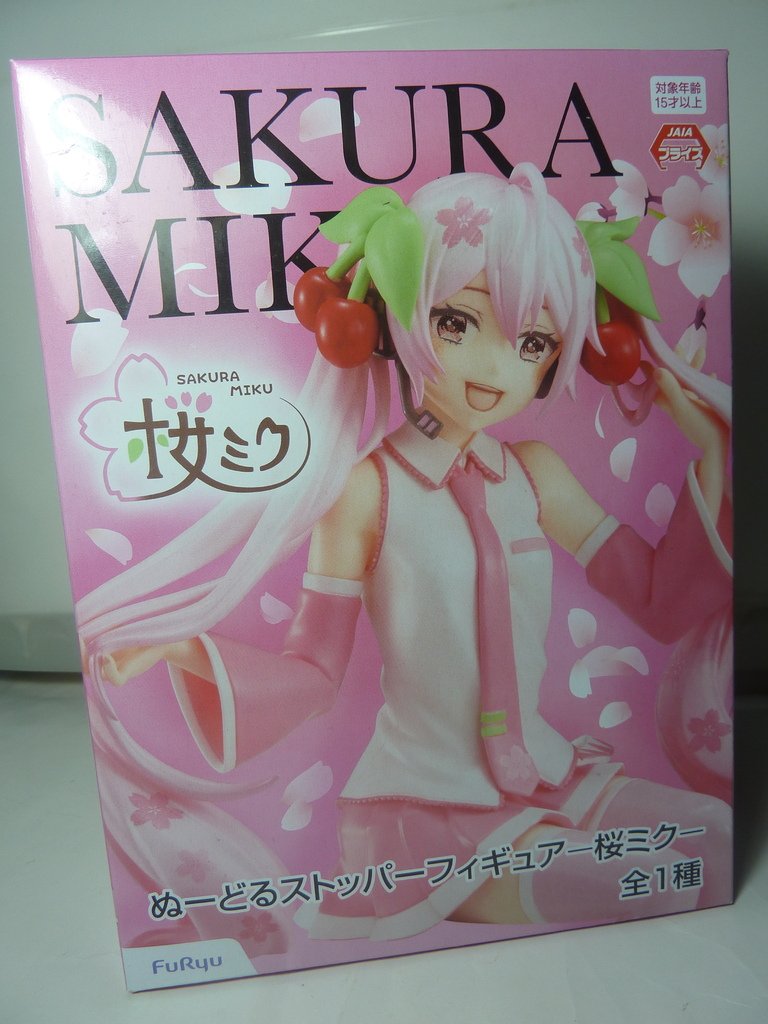 SAKURA
MIK
対象年齢
15才以上
JAIA
プライズ
SAKURA
MIKU
桜ミク
ぬーどるストッパーフィギュア—桜ミク—
全1種
FuRyu